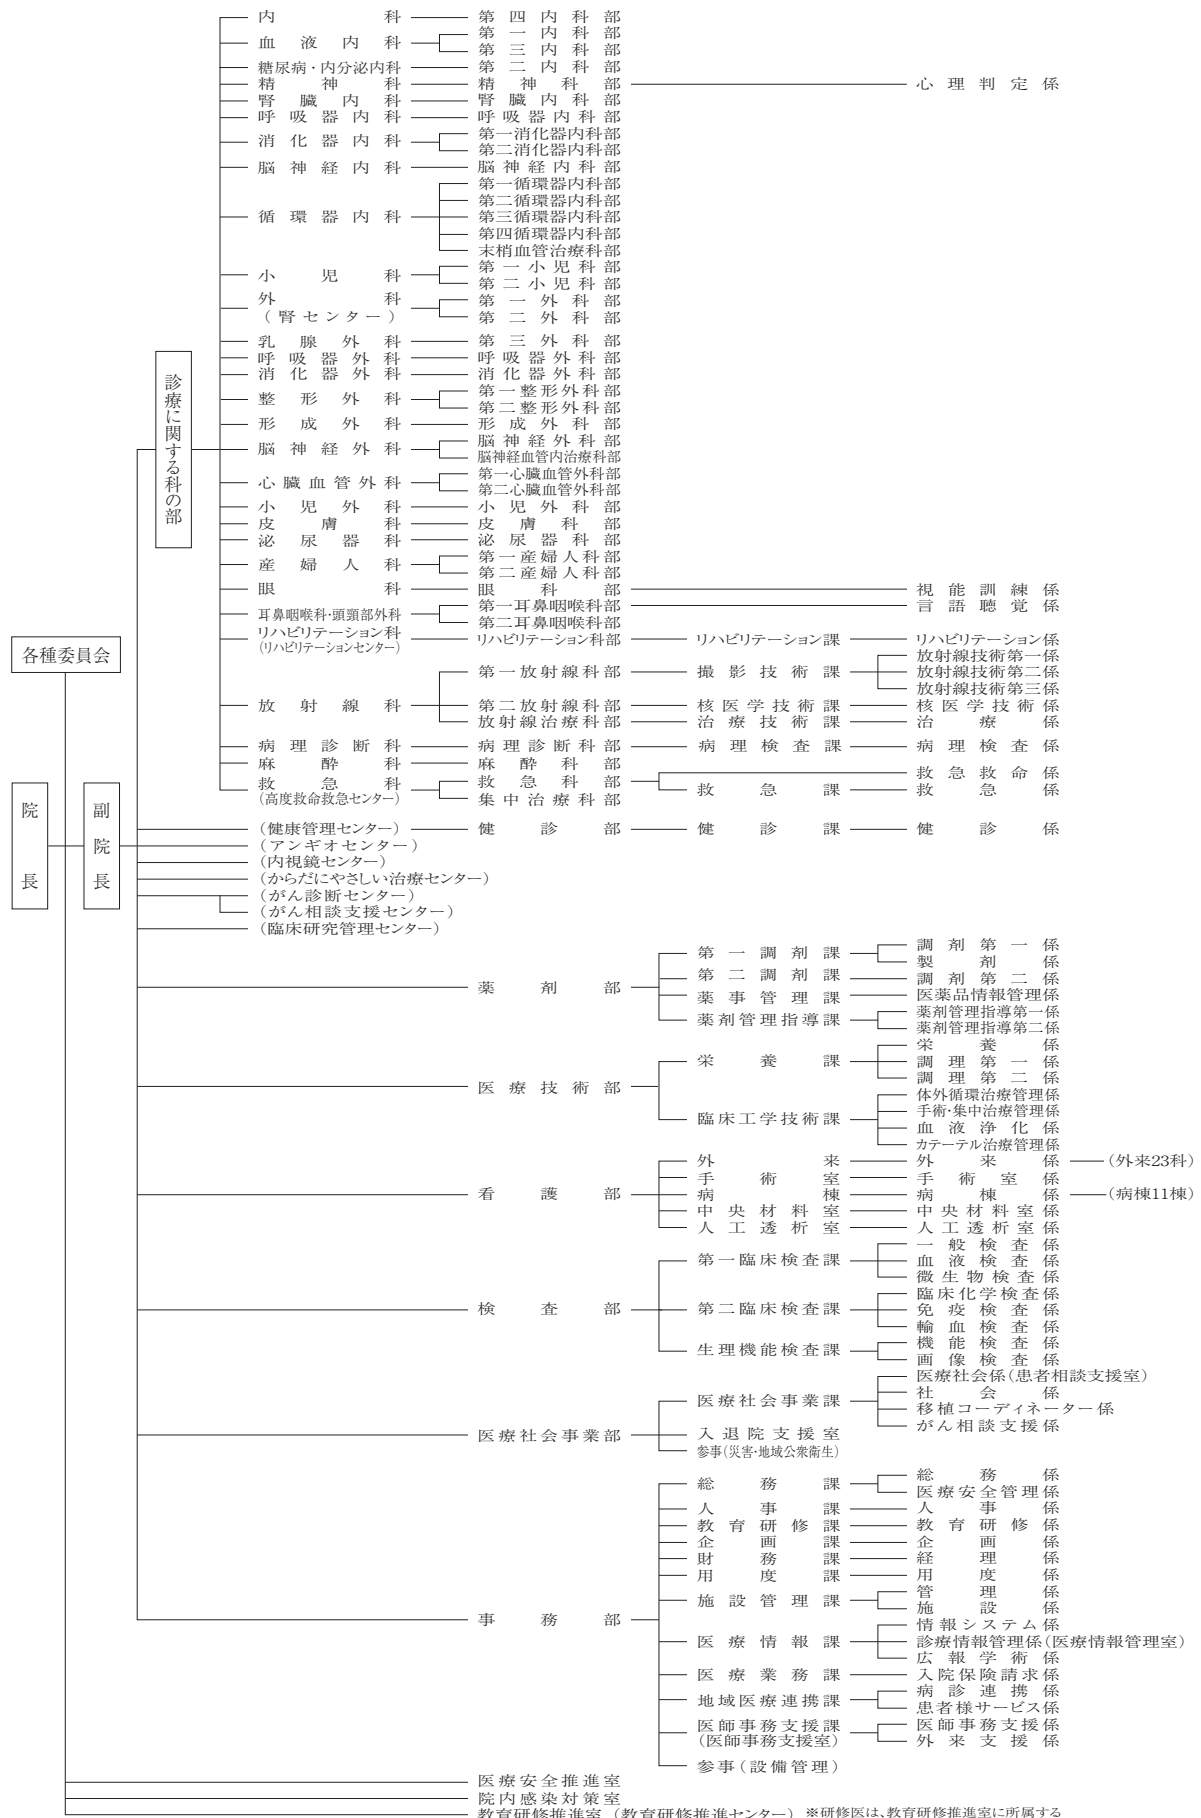 内科 第四内科部
血液内科 第一内科部
第三内科部
糖尿病・内分泌内科 第二内科部
精神科 精神科部 心理判定係
腎臓内科 腎臓内科部
呼吸器内科 呼吸器内科部
消化器内科 第一消化器内科部
第二消化器内科部
脳神経内科 脳神経内科部
循環器内科 第一循環器内科部
第二循環器内科部
第三循環器内科部
第四循環器内科部
末梢血管治療科部
小児科 第一小児科部
第二小児科部
外科 第一外科部
(腎センター) 第二外科部
乳腺外科 第三外科部
呼吸器外科 呼吸器外科部
消化器外科 消化器外科部
整形外科 第一整形外科部
第二整形外科部
形成外科 形成外科部
脳神経外科 脳神経外科部
脳神経血管内治療科部
心臓血管外科 第一心臓血管外科部
第二心臓血管外科部
小児外科 小児外科部
皮膚科 皮膚科部
泌尿器科 泌尿器科部
産婦人科 第一産婦人科部
第二産婦人科部
眼科 眼科部 視能訓練係
耳鼻咽喉科・頭頸部外科 第一耳鼻咽喉科部 言語聴覚係
第二耳鼻咽喉科部
リハビリテーション科 リハビリテーション科部 リハビリテーション課 リハビリテーション係
(リハビリテーションセンター)
放射線科 第一放射線科部 撮影技術課 放射線技術第一係
放射線技術第二係
放射線技術第三係
第二放射線科部 核医学技術課 核医学技術係
放射線治療科部 治療技術課 治療係
病理診断科 病理診断科部 病理検査課 病理検査係
麻酔科 麻酔科部
救急科 救急科部 救急救命係
(高度救命救急センター) 集中治療科部 救急課 救急係
診療に関する科の部
各種委員会
院長
副院長
(健康管理センター) 健診部 健診課 健診係
(アンギオセンター)
(内視鏡センター)
(からだにやさしい治療センター)
(がん診断センター)
(がん相談支援センター)
(臨床研究管理センター)
薬剤部 第一調剤課 調剤第一係
製剤係
第二調剤課 調剤第二係
薬事管理課 医薬品情報管理係
薬剤管理指導課 薬剤管理指導第一係
薬剤管理指導第二係
医療技術部 栄養課 栄養係
調理第一係
調理第二係
臨床工学技術課 体外循環治療管理係
手術・集中治療管理係
血液浄化係
カテーテル治療管理係
看護部 外来 外来係 (外来23科)
手術室 手術室係
病棟 病棟係 (病棟11棟)
中央材料室 中央材料室係
人工透析室 人工透析室係
検査部 第一臨床検査課 一般検査係
血液検査係
微生物検査係
第二臨床検査課 臨床化学検査係
免疫検査係
輸血検査係
生理機能検査課 機能検査係
画像検査係
医療社会事業部 医療社会事業課 医療社会係(患者相談支援室)
社会係
移植コーディネーター係
がん相談支援係
入退院支援室
参事(災害・地域公衆衛生)
事務部 総務課 総務係
医療安全管理係
人事課 人事係
教育研修課 教育研修係
企画課 企画係
財務課 経理係
用度課 用度係
施設管理課 管理係
施設係
医療情報課 情報システム係
診療情報管理係(医療情報管理室)
広報学術係
医療業務課 入院保険請求係
地域医療連携課 病診連携係
患者様サービス係
医師事務支援課 医師事務支援係
(医師事務支援室) 外来支援係
参事(設備管理)
医療安全推進室
院内感染対策室
教育研修推進室(教育研修推進センター) ※研修医は、教育研修推進室に所属する